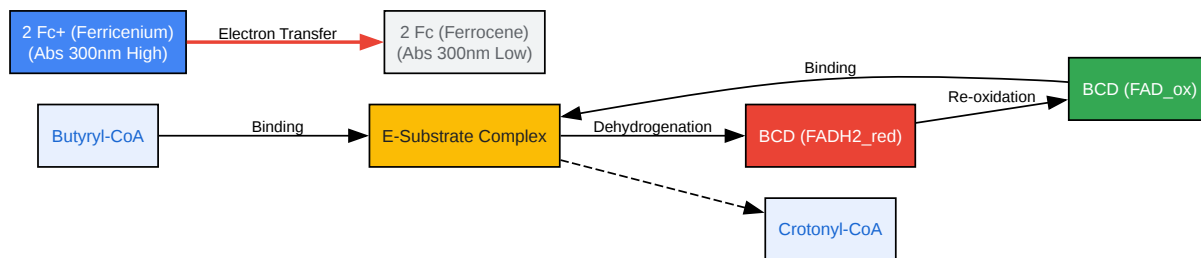 2 Fc+ (Ferricenium)
(Abs 300nm High)
Electron Transfer
2 Fc (Ferrocene)
(Abs 300nm Low)
Binding
Re-oxidation
BCD (FAD_ox)
Butyryl-CoA
Binding
E-Substrate Complex
Dehydrogenation
BCD (FADH2_red)
Crotonyl-CoA